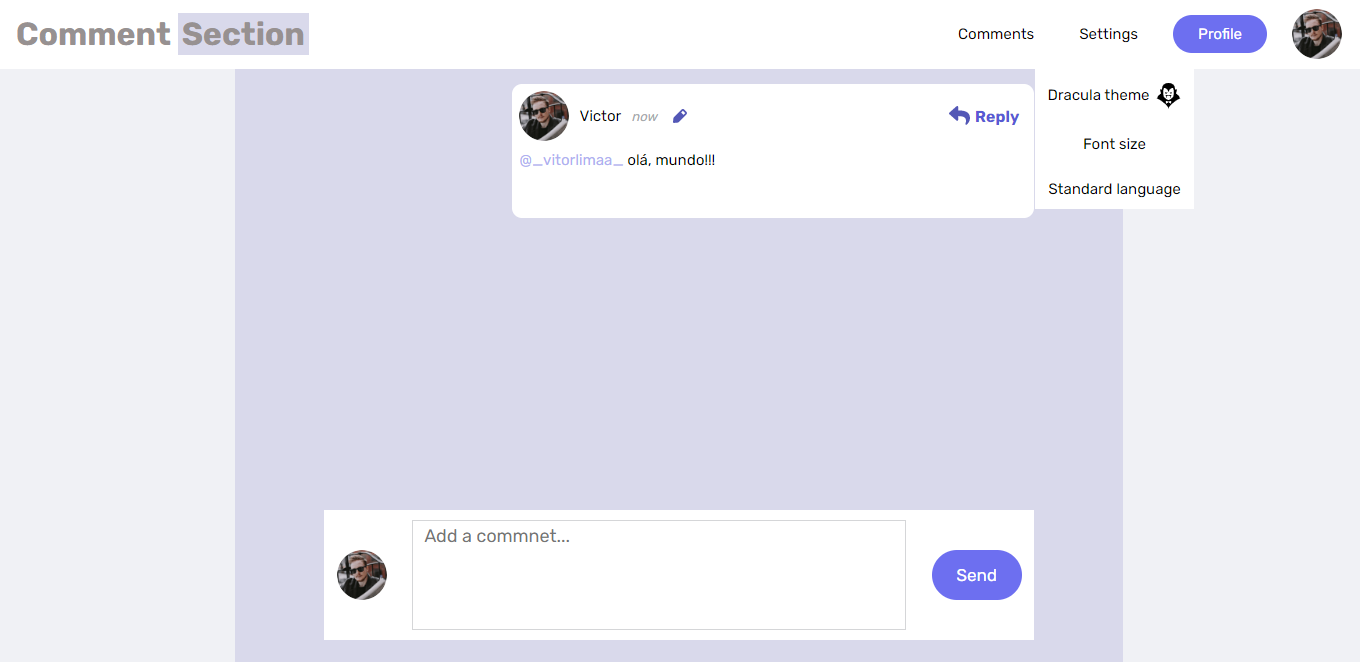 Comment Section
Comments Settings Profile
Dracula theme
Font size
Standard language
Victor now Reply
@_vitorlimaa_ olá, mundo!!!
Add a commnet...
Send